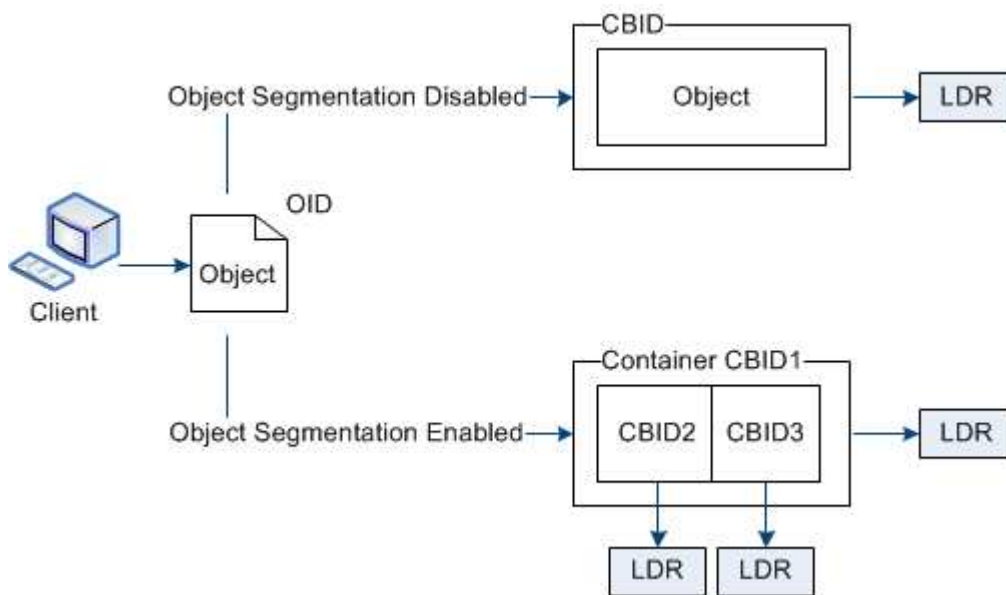 CBID
Object Segmentation Disabled
Object
LDR
OID
Object
Client
Container CBID1
Object Segmentation Enabled
CBID2
CBID3
LDR
LDR
LDR